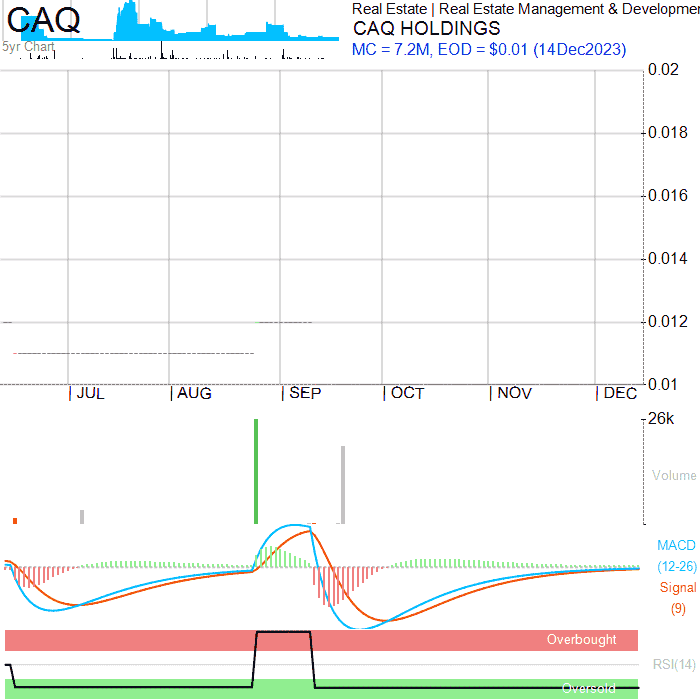 CAQ
5yr Chart
Real Estate | Real Estate Management & Developmen
CAQ HOLDINGS
MC = 7.2M, EOD = $0.01 (14Dec2023)
0.02
0.018
0.016
0.014
0.012
0.01
| JUL | AUG | SEP | OCT | NOV | DEC
26k
Volume
MACD
(12-26)
Signal
(9)
Overbought
RSI(14)
Oversold